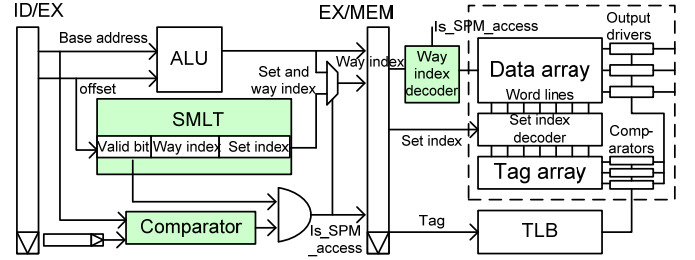 ID/EX
EX/MEM
Is_SPM_access
Output
drivers
Base address
ALU
Way index
Way
index
decoder
Data array
offset
Set and
way index
Word lines
SMLT
Valid bit
Way index
Set index
Set index
Set index
decoder
Comp-
arators
Tag array
Comparator
Is_SPM
_access
Tag
TLB